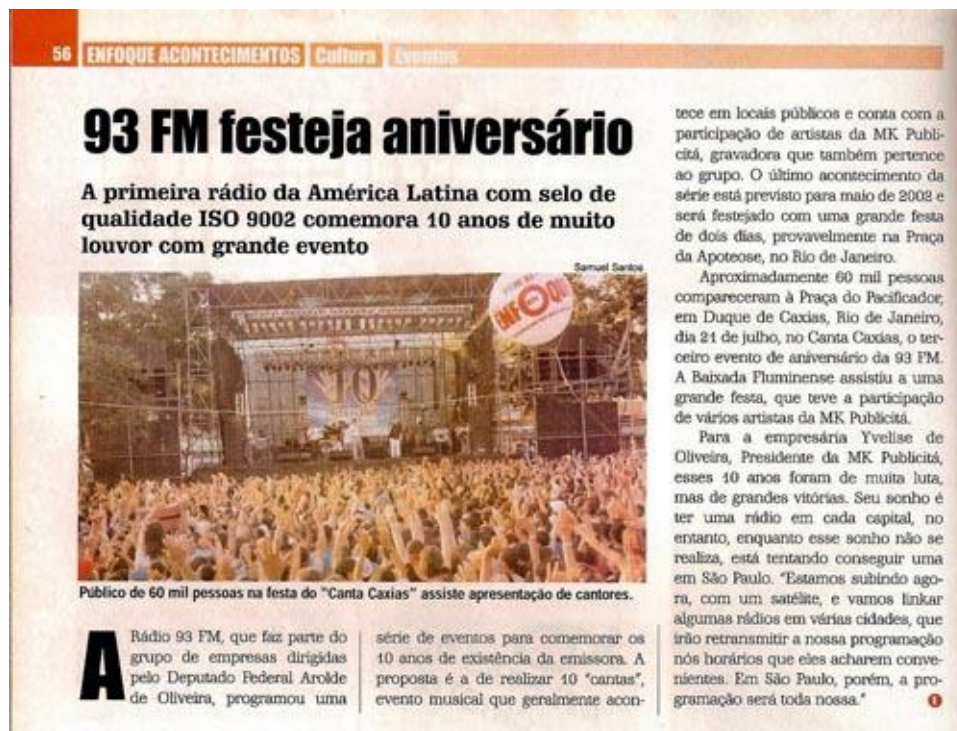 56 ENFOQUE ACONTECIMENTOS Cultura Eventos
93 FM festeja aniversário
A primeira rádio da América Latina com selo de
qualidade ISO 9002 comemora 10 anos de muito
louvor com grande evento
Samuel Santos
ENFOQUE
10
Público de 60 mil pessoas na festa do "Canta Caxias" assiste apresentação de cantores.
A Rádio 93 FM, que faz parte do
grupo de empresas dirigidas
pelo Deputado Federal Arolde
de Oliveira, programou uma
série de eventos para comemorar os
10 anos de existência da emissora. A
proposta é a de realizar 10 "cantas",
evento musical que geralmente acon-
tece em locais públicos e conta com a
participação de artistas da MK Publi-
citá, gravadora que também pertence
ao grupo. O último acontecimento da
série está previsto para maio de 2002 e
será festejado com uma grande festa
de dois dias, provavelmente na Praça
da Apoteose, no Rio de Janeiro.
Aproximadamente 60 mil pessoas
compareceram à Praça do Pacificador,
em Duque de Caxias, Rio de Janeiro,
dia 21 de julho, no Canta Caxias, o ter-
ceiro evento de aniversário da 93 FM.
A Baixada Fluminense assistiu a uma
grande festa, que teve a participação
de vários artistas da MK Publicitá.
Para a empresária Yvelise de
Oliveira, Presidente da MK Publicitá,
esses 10 anos foram de muita luta,
mas de grandes vitórias. Seu sonho é
ter uma rádio em cada capital, no
entanto, enquanto esse sonho não se
realiza, está tentando conseguir uma
em São Paulo. "Estamos subindo ago-
ra, com um satélite, e vamos linkar
algumas rádios em várias cidades, que
irão retransmitir a nossa programação
nós horários que eles acharem conve-
nientes. Em São Paulo, porém, a pro-
gramação será toda nossa."